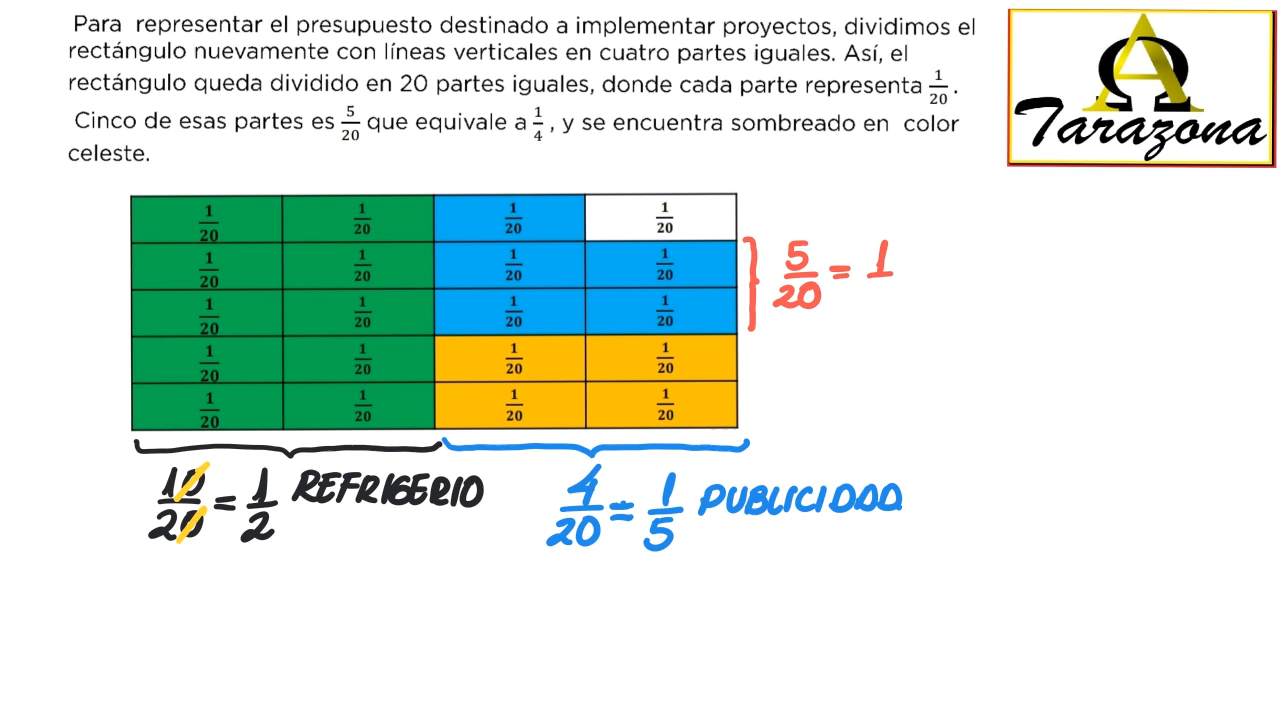 Para representar el presupuesto destinado a implementar proyectos, dividimos el
rectángulo nuevamente con líneas verticales en cuatro partes iguales. Así, el
rectángulo queda dividido en 20 partes iguales, donde cada parte representa 1/20.
Cinco de esas partes es 5/20 que equivale a 1/4, y se encuentra sombreado en color
celeste.
Tarazona
1/20 1/20 1/20 1/20
1/20 1/20 1/20 1/20
1/20 1/20 1/20 1/20
1/20 1/20 1/20 1/20
1/20 1/20 1/20 1/20
5/20 = 1
10/20 = 1/2 REFRIGERIO
4/20 = 1/5 PUBLICIDAD